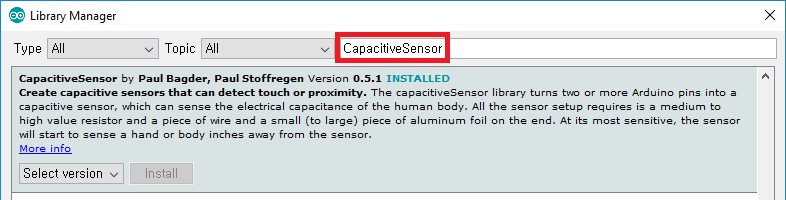 Library Manager
Type All Topic All CapacitiveSensor
CapacitiveSensor by Paul Bagder, Paul Stoffregen Version 0.5.1 INSTALLED
Create capacitive sensors that can detect touch or proximity. The capacitiveSensor library turns two or more Arduino pins into a
capacitive sensor, which can sense the electrical capacitance of the human body. All the sensor setup requires is a medium to
high value resistor and a piece of wire and a small (to large) piece of aluminum foil on the end. At its most sensitive, the sensor
will start to sense a hand or body inches away from the sensor.
More info
Select version Install